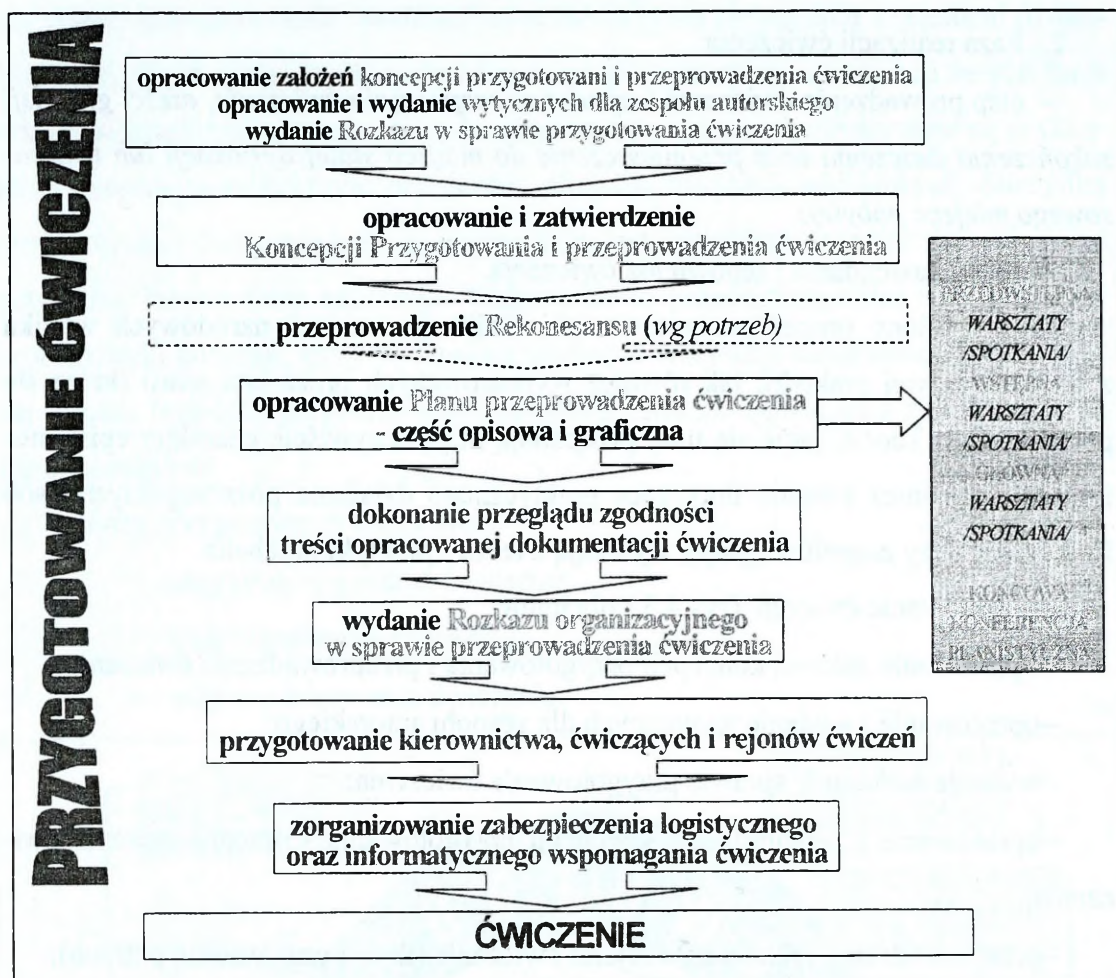 PRZYGOTOWANIE ĆWICZENIA
opracowanie założeń koncepcji przygotowani i przeprowadzenia ćwiczenia
opracowanie i wydanie wytycznych dla zespołu autorskiego
wydanie Rozkazu w sprawie przygotowania ćwiczenia
opracowanie i zatwierdzenie
Koncepcji Przygotowania i przeprowadzenia ćwiczenia
przeprowadzenie Rekonesansu (wg potrzeb)
opracowanie Planu przeprowadzenia ćwiczenia
- część opisowa i graficzna
dokonanie przeglądu zgodności
treści opracowanej dokumentacji ćwiczenia
wydanie Rozkazu organizacyjnego
w sprawie przeprowadzenia ćwiczenia
przygotowanie kierownictwa, ćwiczących i rejonów ćwiczeń
zorganizowanie zabezpieczenia logistycznego
oraz informatycznego wspomagania ćwiczenia
ĆWICZENIE
PRZEDWSTĘPNA
WARSZTATY
/SPOTKANIA/
WSTĘPNA
WARSZTATY
/SPOTKANIA/
GŁÓWNA
WARSZTATY
/SPOTKANIA/
KOŃCOWA
KONFERENCJA
PLANISTYCZNA